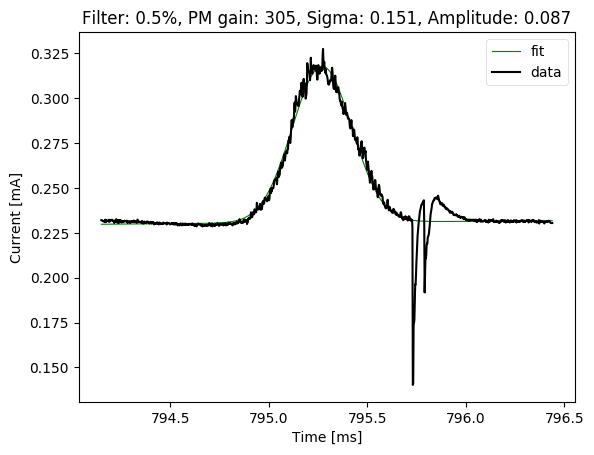 Filter: 0.5%, PM gain: 305, Sigma: 0.151, Amplitude: 0.087
fit
data
0.325
0.300
0.275
0.250
0.225
0.200
0.175
0.150
Current [mA]
794.5 795.0 795.5 796.0 796.5
Time [ms]